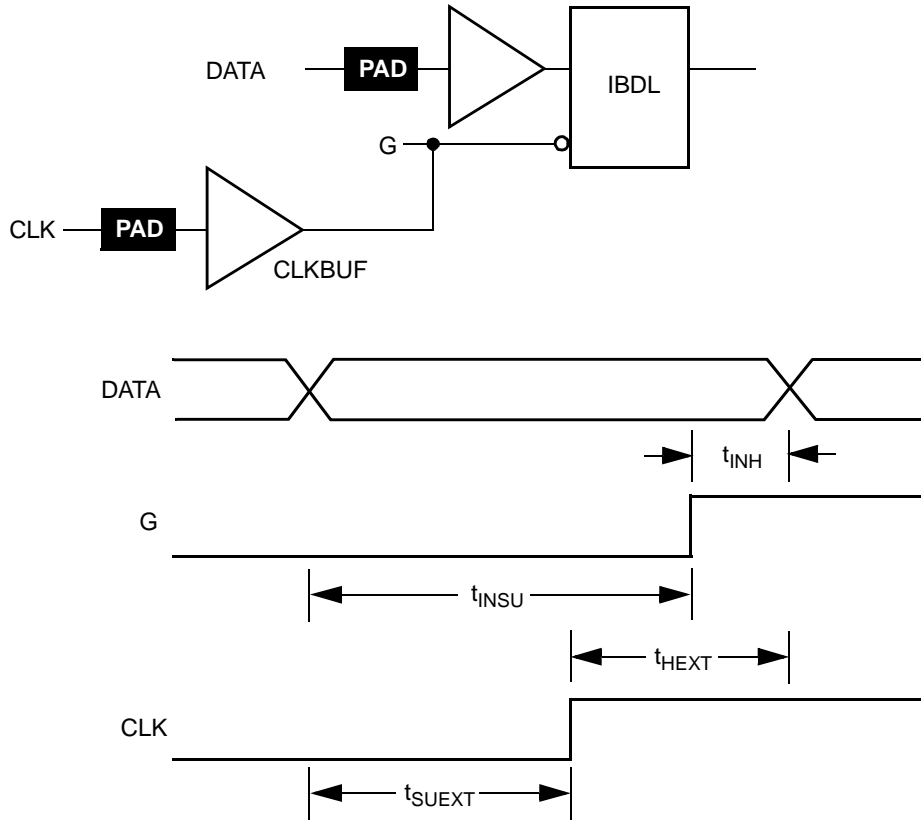 DATA
PAD
IBDL
G
CLK
PAD
CLKBUF
DATA
tINH
G
tINSU
tHEXT
CLK
tSUEXT